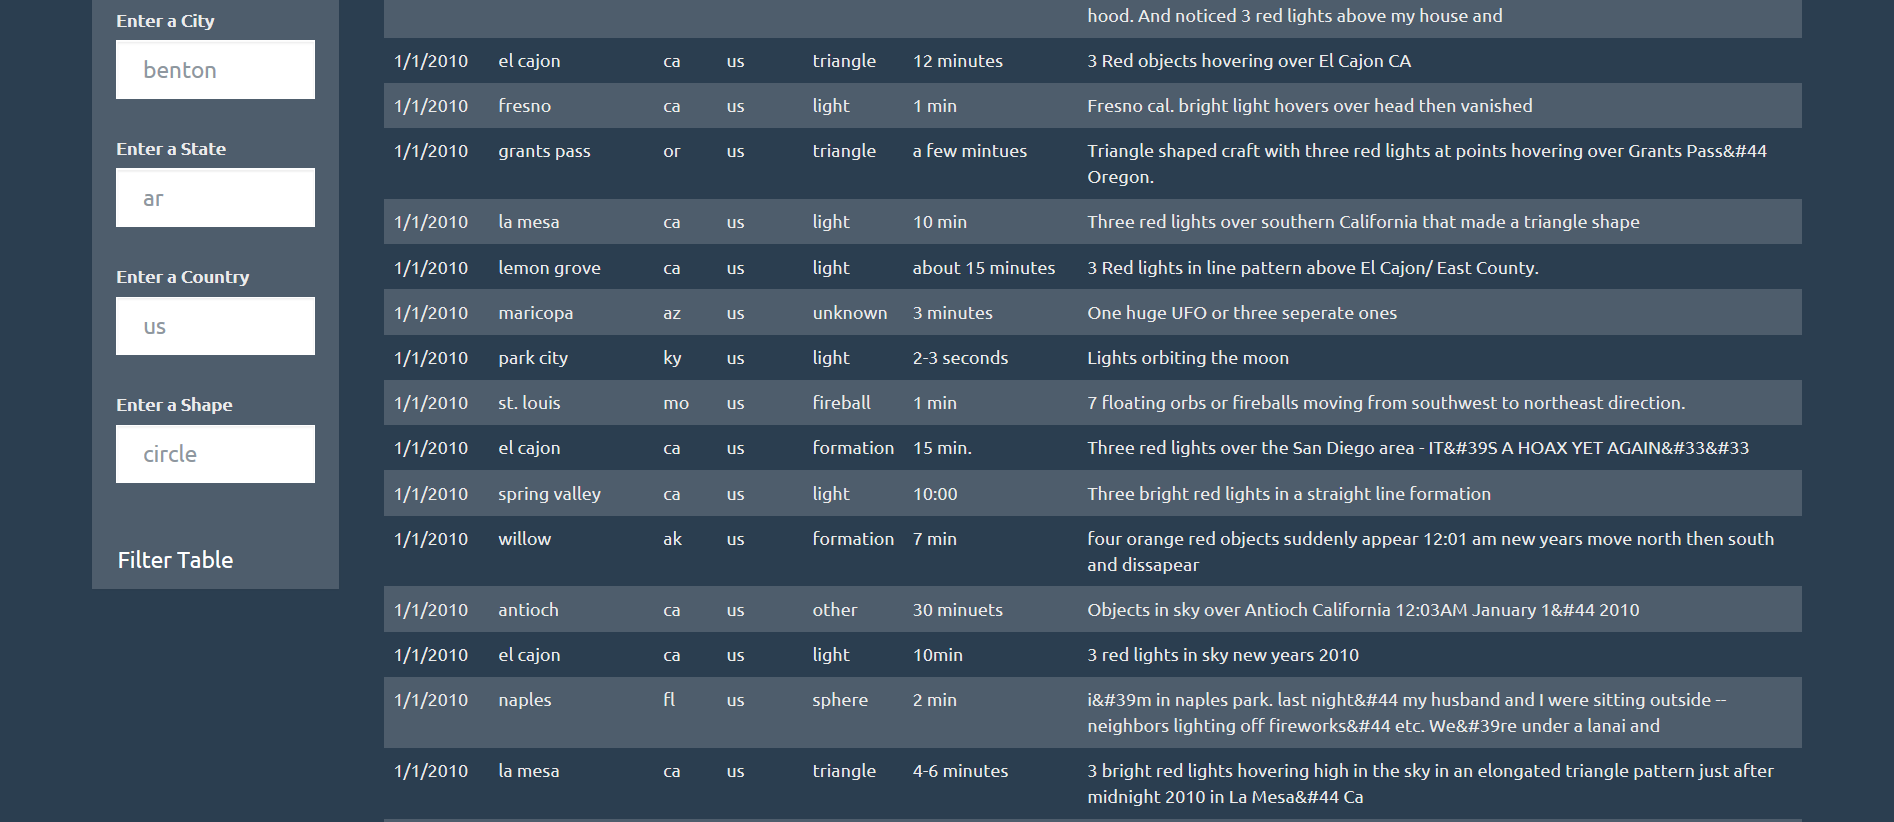 Enter a City
benton
Enter a State
ar
Enter a Country
us
Enter a Shape
circle
Filter Table
hood. And noticed 3 red lights above my house and
1/1/2010 el cajon ca us triangle 12 minutes 3 Red objects hovering over El Cajon CA
1/1/2010 fresno ca us light 1 min Fresno cal. bright light hovers over head then vanished
1/1/2010 grants pass or us triangle a few mintues Triangle shaped craft with three red lights at points hovering over Grants Pass&#44
Oregon.
1/1/2010 la mesa ca us light 10 min Three red lights over southern California that made a triangle shape
1/1/2010 lemon grove ca us light about 15 minutes 3 Red lights in line pattern above El Cajon/ East County.
1/1/2010 maricopa az us unknown 3 minutes One huge UFO or three seperate ones
1/1/2010 park city ky us light 2-3 seconds Lights orbiting the moon
1/1/2010 st. louis mo us fireball 1 min 7 floating orbs or fireballs moving from southwest to northeast direction.
1/1/2010 el cajon ca us formation 15 min. Three red lights over the San Diego area - IT&#39S A HOAX YET AGAIN&#33&#33
1/1/2010 spring valley ca us light 10:00 Three bright red lights in a straight line formation
1/1/2010 willow ak us formation 7 min four orange red objects suddenly appear 12:01 am new years move north then south
and dissapear
1/1/2010 antioch ca us other 30 minuets Objects in sky over Antioch California 12:03AM January 1&#44 2010
1/1/2010 el cajon ca us light 10min 3 red lights in sky new years 2010
1/1/2010 naples fl us sphere 2 min i&#39m in naples park. last night&#44 my husband and I were sitting outside --
neighbors lighting off fireworks&#44 etc. We&#39re under a lanai and
1/1/2010 la mesa ca us triangle 4-6 minutes 3 bright red lights hovering high in the sky in an elongated triangle pattern just after
midnight 2010 in La Mesa&#44 Ca